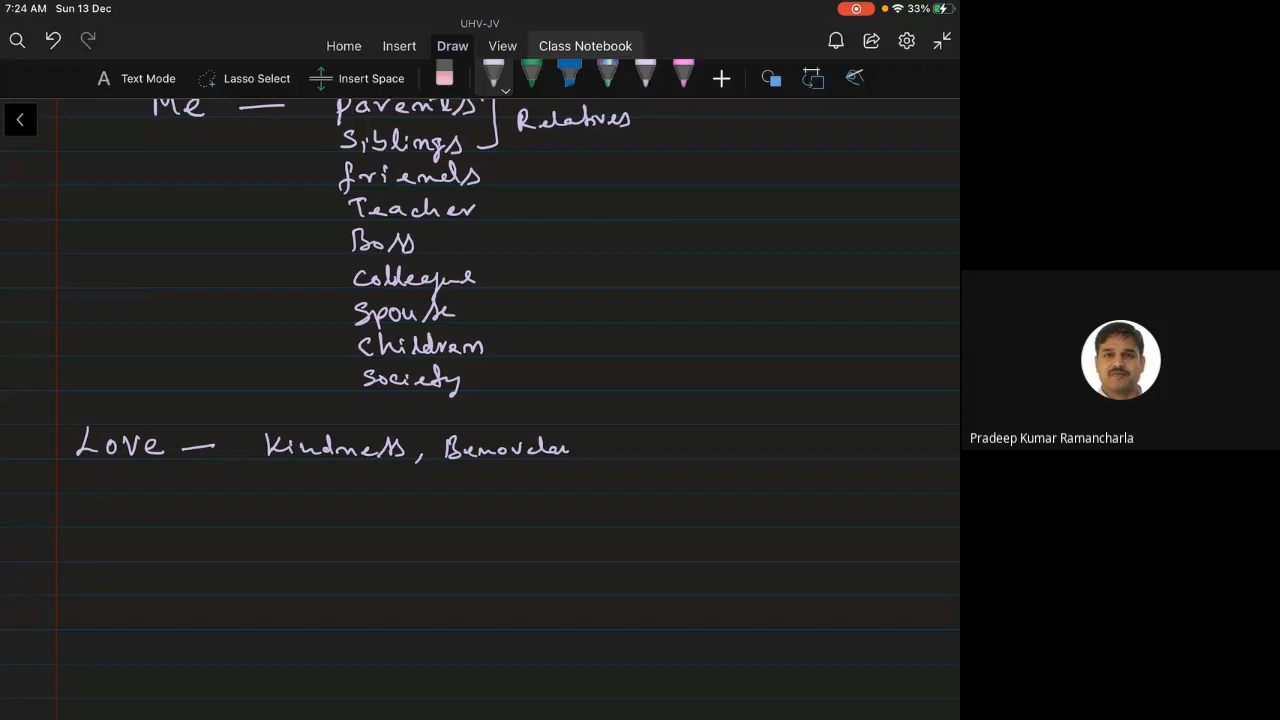 7:24 AM Sun 13 Dec 33%
UHV-JV
Home Insert Draw View Class Notebook
Text Mode Lasso Select Insert Space
Me — parents
Relatives
Siblings
friends
Teacher
Boss
Spouse
Children
Society
Love — Kindness,
Pradeep Kumar Ramancharla